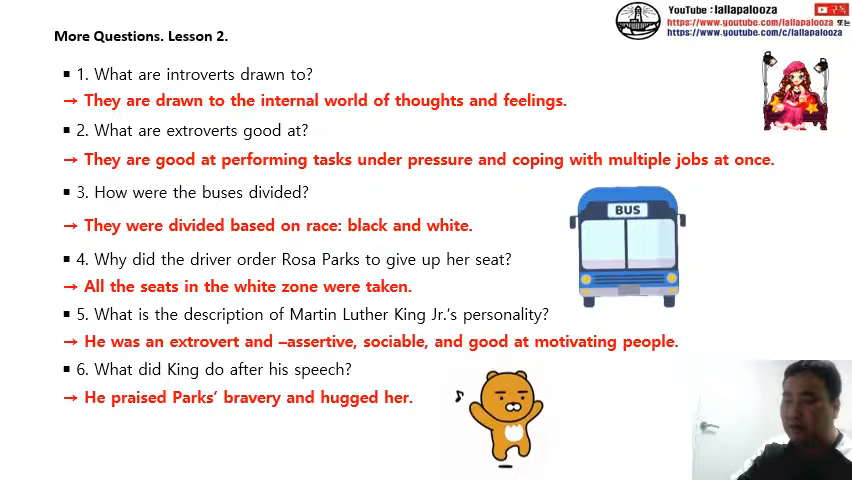 YouTube : lallapalooza 구독
https://www.youtube.com/lallapalooza 또는
https://www.youtube.com/c/lallapalooza
More Questions. Lesson 2.
▪ 1. What are introverts drawn to?
→ They are drawn to the internal world of thoughts and feelings.
▪ 2. What are extroverts good at?
→ They are good at performing tasks under pressure and coping with multiple jobs at once.
▪ 3. How were the buses divided?
→ They were divided based on race: black and white.
BUS
▪ 4. Why did the driver order Rosa Parks to give up her seat?
→ All the seats in the white zone were taken.
▪ 5. What is the description of Martin Luther King Jr.’s personality?
→ He was an extrovert and –assertive, sociable, and good at motivating people.
▪ 6. What did King do after his speech?
→ He praised Parks’ bravery and hugged her.